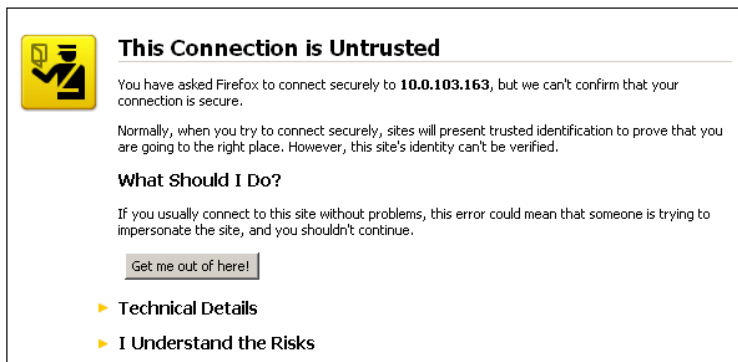 This Connection is Untrusted
You have asked Firefox to connect securely to 10.0.103.163, but we can't confirm that your
connection is secure.
Normally, when you try to connect securely, sites will present trusted identification to prove that you
are going to the right place. However, this site's identity can't be verified.
What Should I Do?
If you usually connect to this site without problems, this error could mean that someone is trying to
impersonate the site, and you shouldn't continue.
Get me out of here!
Technical Details
I Understand the Risks